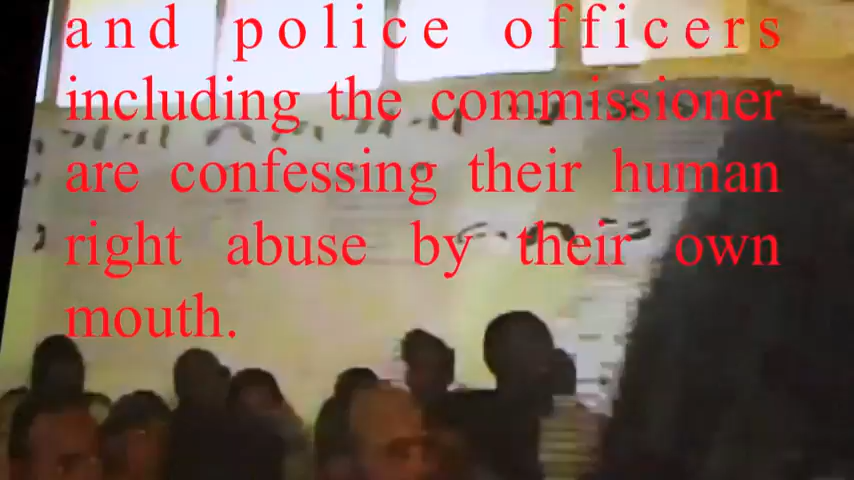 and police officers
including the commissioner
are confessing their human
right abuse by their own
mouth.